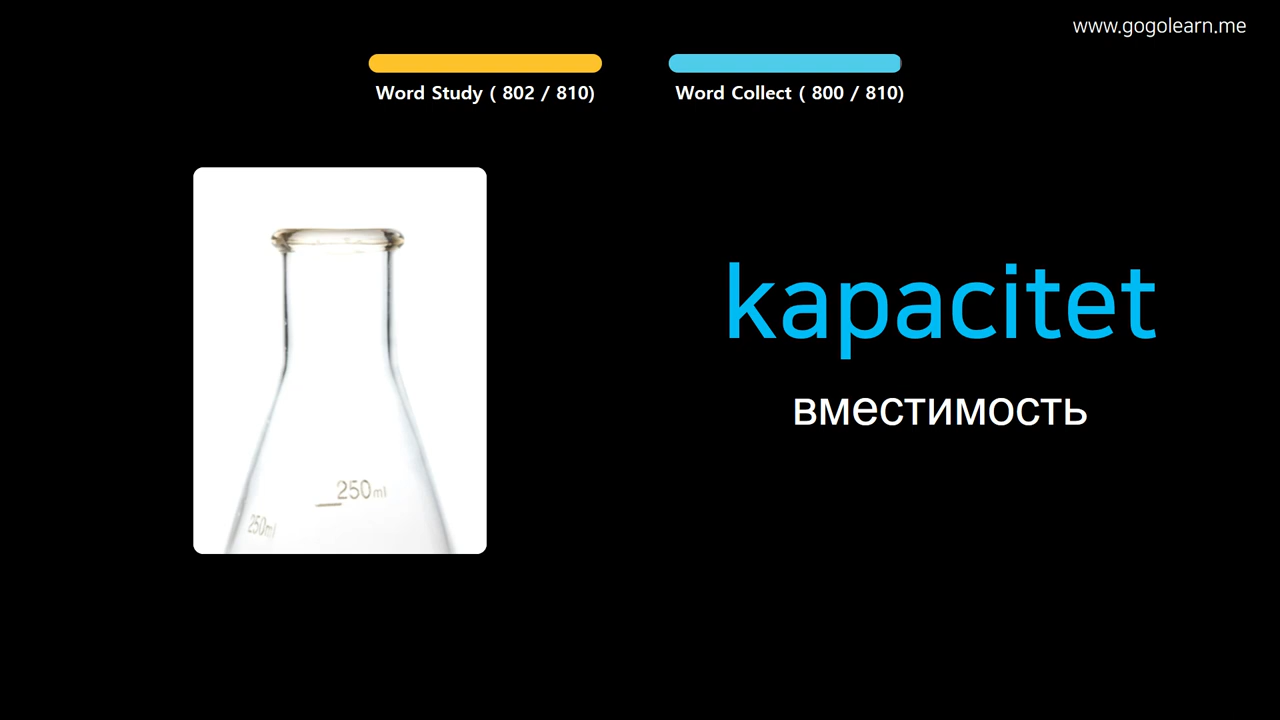 www.gogolearn.me
Word Study ( 802 / 810)
Word Collect ( 800 / 810)
kapacitet
вместимость
250ml
250ml